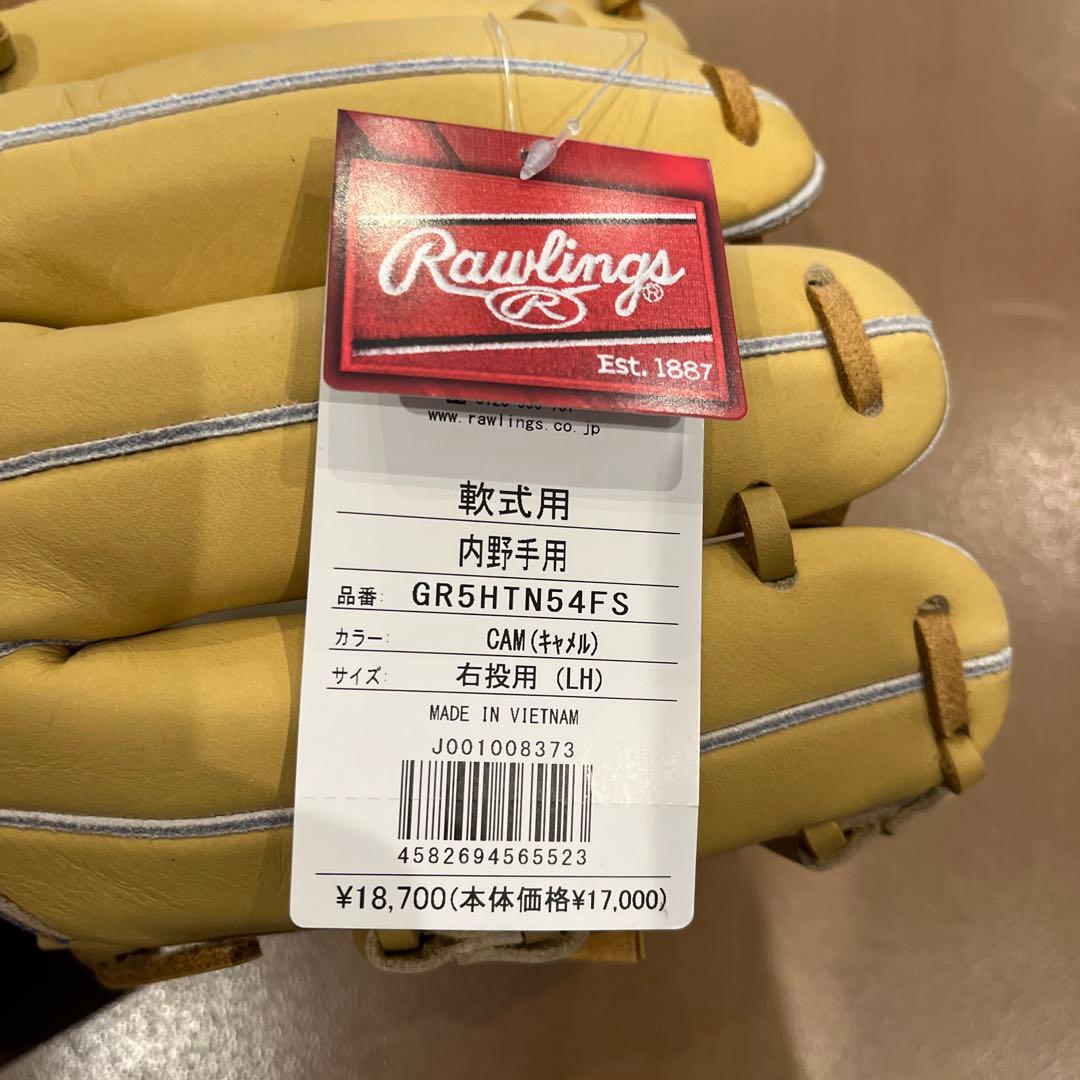 Rawlings
R
Est. 1887
www.rawlings.co.jp
軟式用
内野手用
品番: GR5HTN54FS
カラー: CAM(ｷｬﾒﾙ)
サイズ: 右投用 (LH)
MADE IN VIETNAM
J001008373
4582694565523
¥18,700(本体価格¥17,000)